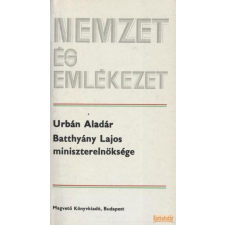 NEMZET
ÉS
EMLÉKEZET
Urbán Aladár
Batthyány Lajos
miniszterelnöksége
Magvető Könyvkiadó, Budapest